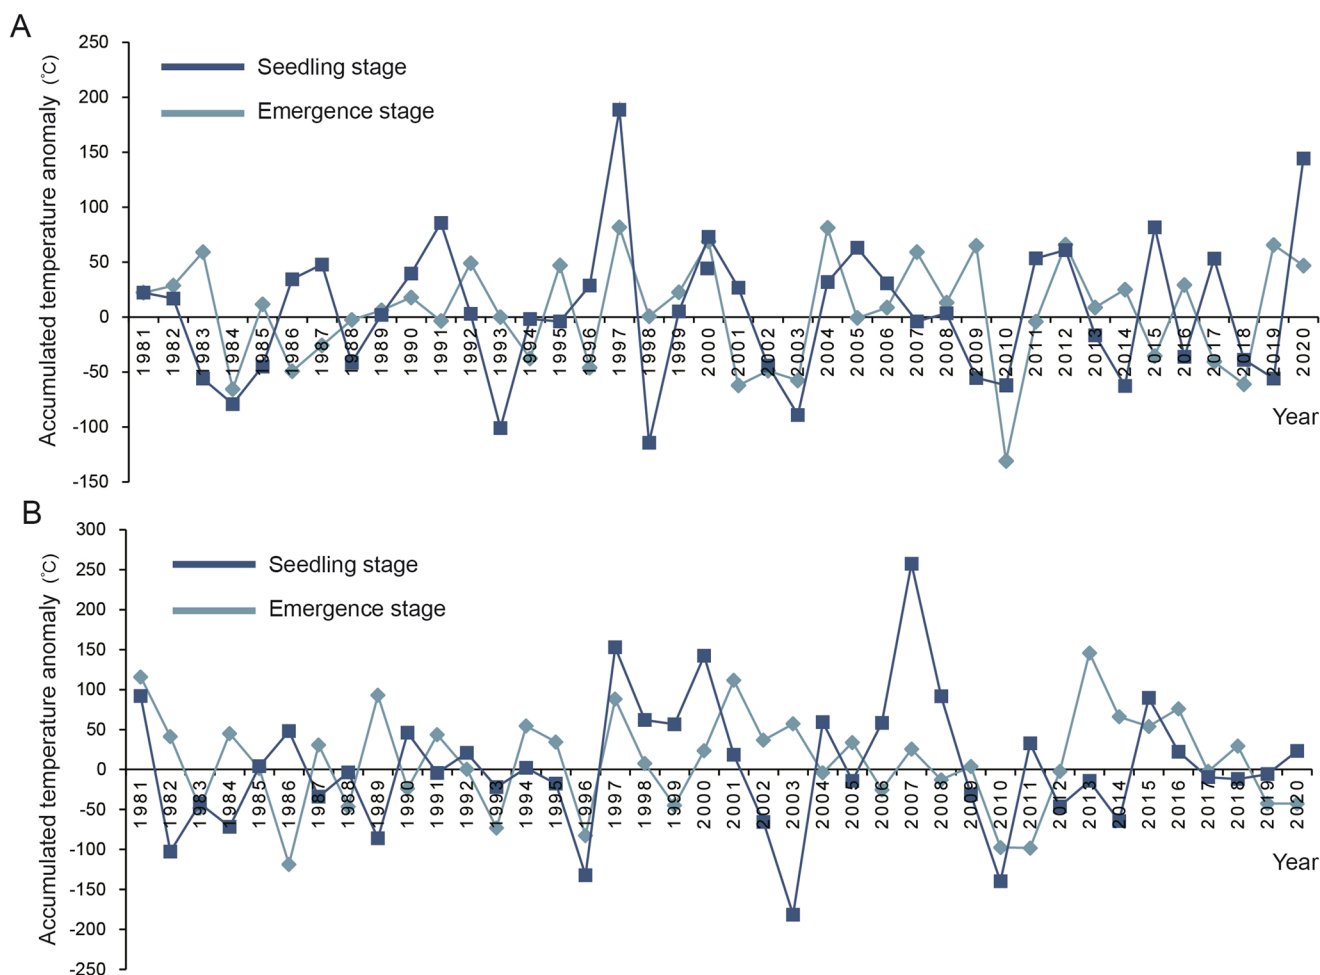 A
Accumulated temperature anomaly (℃)
250
200
150
100
50
0
-50
-100
-150
Seedling stage
Emergence stage
1981 1982 1983 1984 1985 1986 1987 1988 1989 1990 1991 1992 1993 1994 1995 1996 1997 1998 1999 2000 2001 2002 2003 2004 2005 2006 2007 2008 2009 2010 2011 2012 2013 2014 2015 2016 2017 2018 2019 2020
Year
B
Accumulated temperature anomaly (℃)
300
250
200
150
100
50
0
-50
-100
-150
-200
-250
Seedling stage
Emergence stage
1981 1982 1983 1984 1985 1986 1987 1988 1989 1990 1991 1992 1993 1994 1995 1996 1997 1998 1999 2000 2001 2002 2003 2004 2005 2006 2007 2008 2009 2010 2011 2012 2013 2014 2015 2016 2017 2018 2019 2020
Year